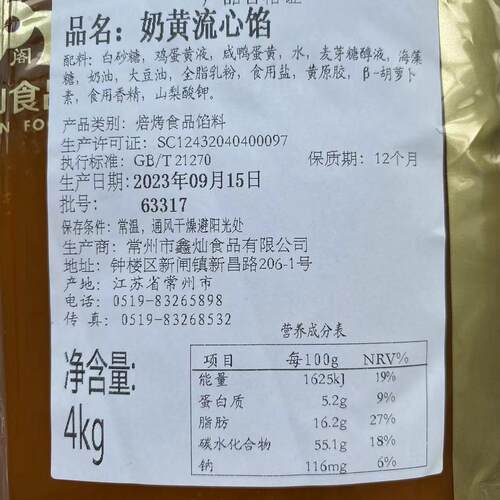 产品合格证
品名：奶黄流心馅
配料：白砂糖，鸡蛋黄液，咸鸭蛋黄，水，麦芽糖醇液，海藻
糖，奶油，大豆油，全脂乳粉，食用盐，黄原胶，β-胡萝卜
素，食用香精，山梨酸钾。
阁
食品
N FO
产品类别：焙烤食品馅料
生产许可证：SC12432040400097
执行标准：GB/T 21270 保质期：12个月
生产日期：2023年09月15日
批号： 63317
保存条件：常温，通风干燥避阳光处
生产商：常州市鑫灿食品有限公司
地址：钟楼区新闸镇新昌路206-1号
产地：江苏省常州市
电话：0519-83265898
传真：0519-83268532
营养成分表
净含量：
4kg
项目 每100g NRV%
能量 1625kJ 19%
蛋白质 5.2g 9%
脂肪 16.2g 27%
碳水化合物 55.1g 18%
钠 116mg 6%